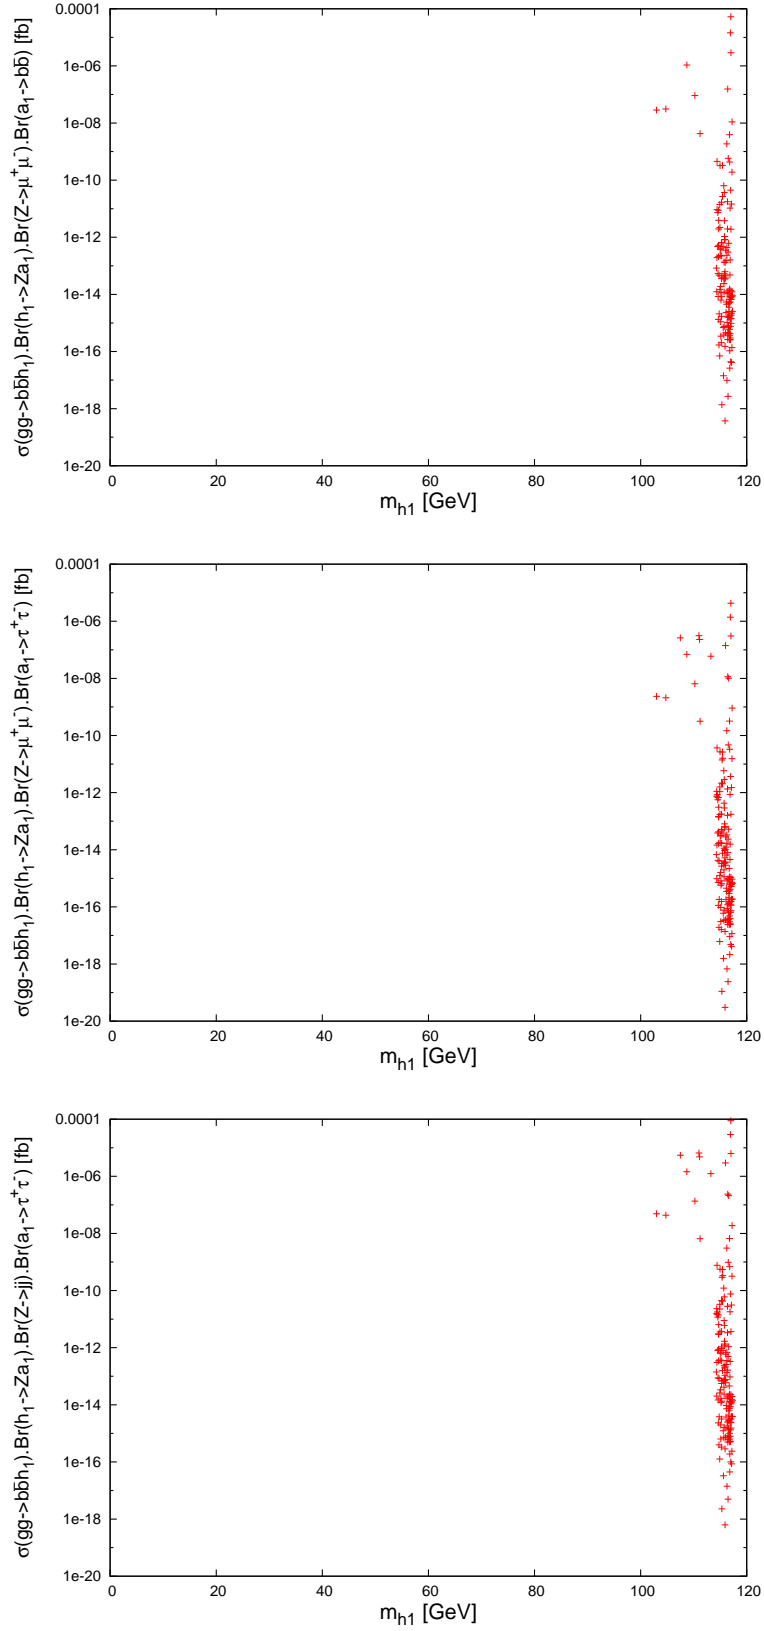 σ(gg->bb̄h₁).Br(h₁->Za₁).Br(Z->μ⁺μ⁻).Br(a₁->bb̄) [fb]
0.0001
1e-06
1e-08
1e-10
1e-12
1e-14
1e-16
1e-18
1e-20
0 20 40 60 80 100 120
m_h1 [GeV]
σ(gg->bb̄h₁).Br(h₁->Za₁).Br(Z->μ⁺μ⁻).Br(a₁->τ⁺τ⁻) [fb]
0.0001
1e-06
1e-08
1e-10
1e-12
1e-14
1e-16
1e-18
1e-20
0 20 40 60 80 100 120
m_h1 [GeV]
σ(gg->bb̄h₁).Br(h₁->Za₁).Br(Z->jj).Br(a₁->τ⁺τ⁻) [fb]
0.0001
1e-06
1e-08
1e-10
1e-12
1e-14
1e-16
1e-18
1e-20
0 20 40 60 80 100 120
m_h1 [GeV]